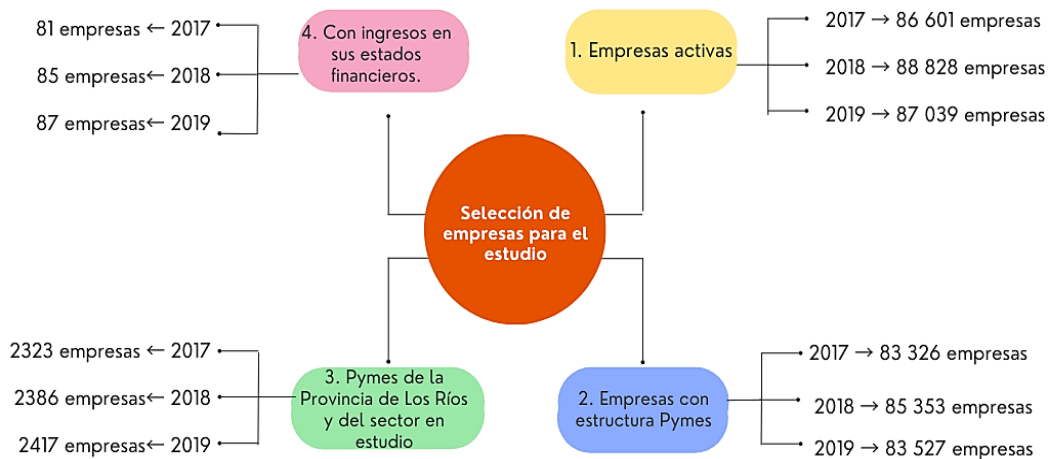 Selección de
empresas para el
estudio
1. Empresas activas
2017 → 86 601 empresas
2018 → 88 828 empresas
2019 → 87 039 empresas
2. Empresas con
estructura Pymes
2017 → 83 326 empresas
2018 → 85 353 empresas
2019 → 83 527 empresas
3. Pymes de la
Provincia de Los Ríos
y del sector en
estudio
2323 empresas ← 2017
2386 empresas← 2018
2417 empresas← 2019
4. Con ingresos en
sus estados
financieros.
81 empresas ← 2017
85 empresas← 2018
87 empresas← 2019